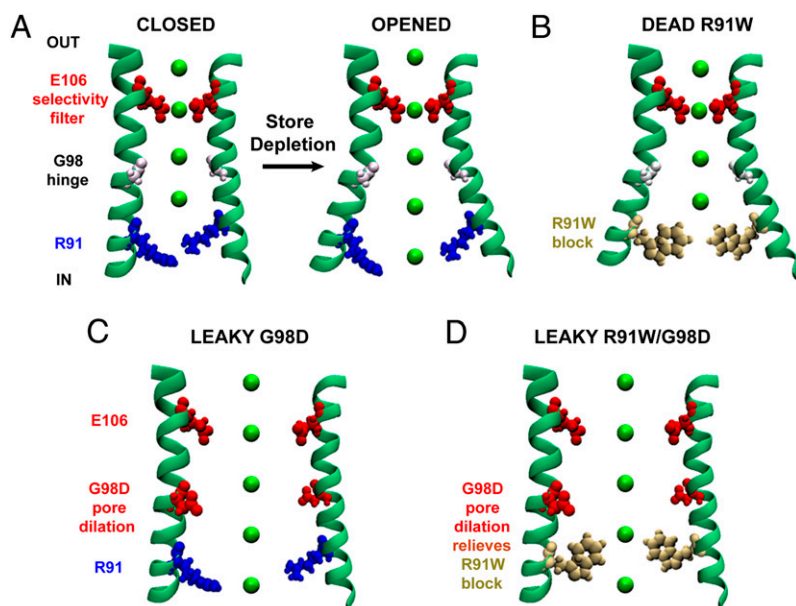 A
CLOSED
OPENED
OUT
E106
selectivity
filter
G98
hinge
R91
IN
Store
Depletion
B
DEAD R91W
R91W
block
C
LEAKY G98D
E106
G98D
pore
dilation
R91
D
LEAKY R91W/G98D
G98D
pore
dilation
relieves
R91W
block